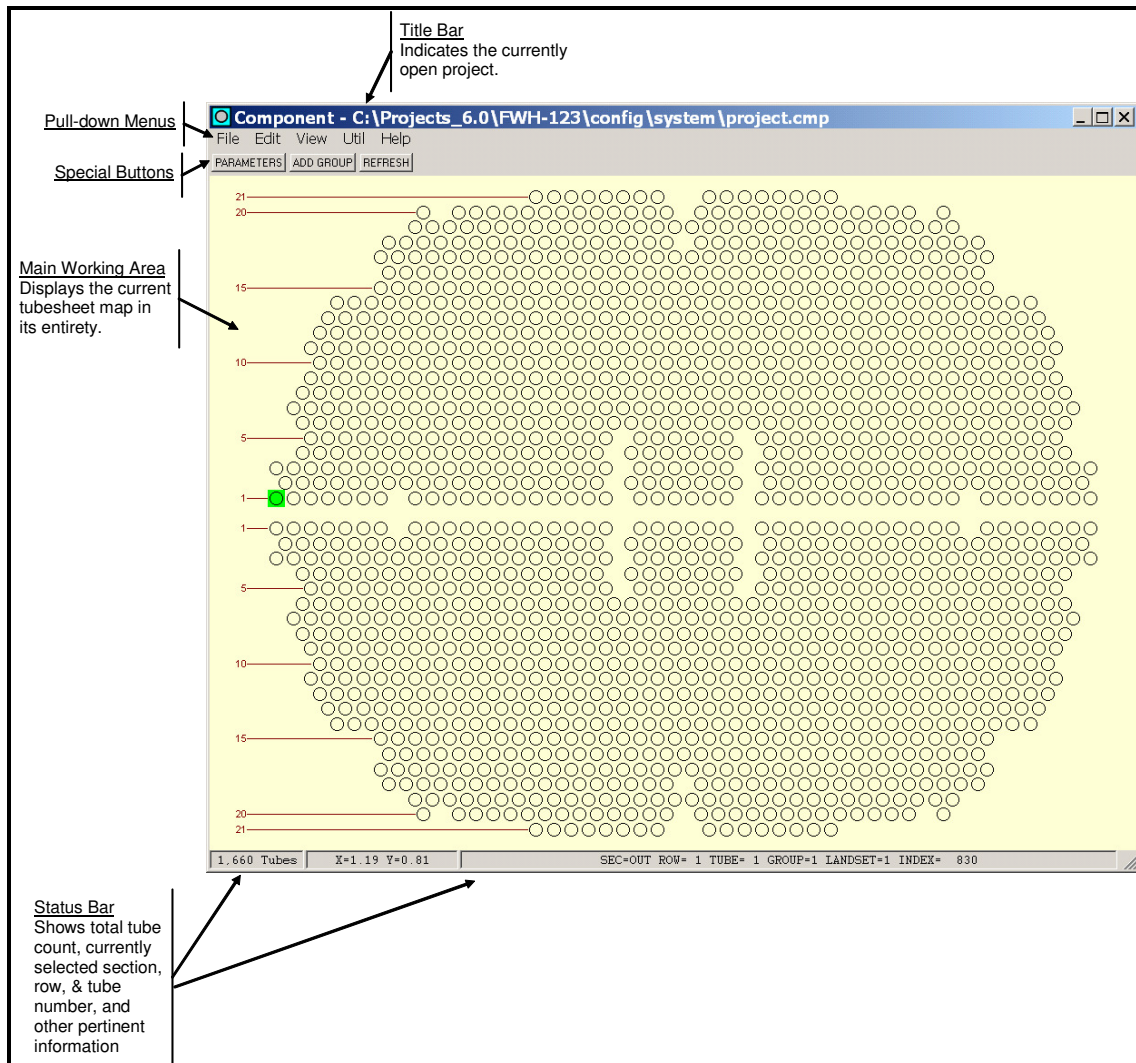 Title Bar
Indicates the currently
open project.
Pull-down Menus
Special Buttons
Main Working Area
Displays the current
tubesheet map in
its entirety.
Component - C:\Projects_6.0\FWH-123\config\system\project.cmp
File Edit View Util Help
PARAMETERS ADD GROUP REFRESH
21
20
15
10
5
1
1
5
10
15
20
21
1,660 Tubes X=1.19 Y=0.81 SEC=OUT ROW= 1 TUBE= 1 GROUP=1 LANDSET=1 INDEX= 830
Status Bar
Shows total tube
count, currently
selected section,
row, & tube
number, and
other pertinent
information